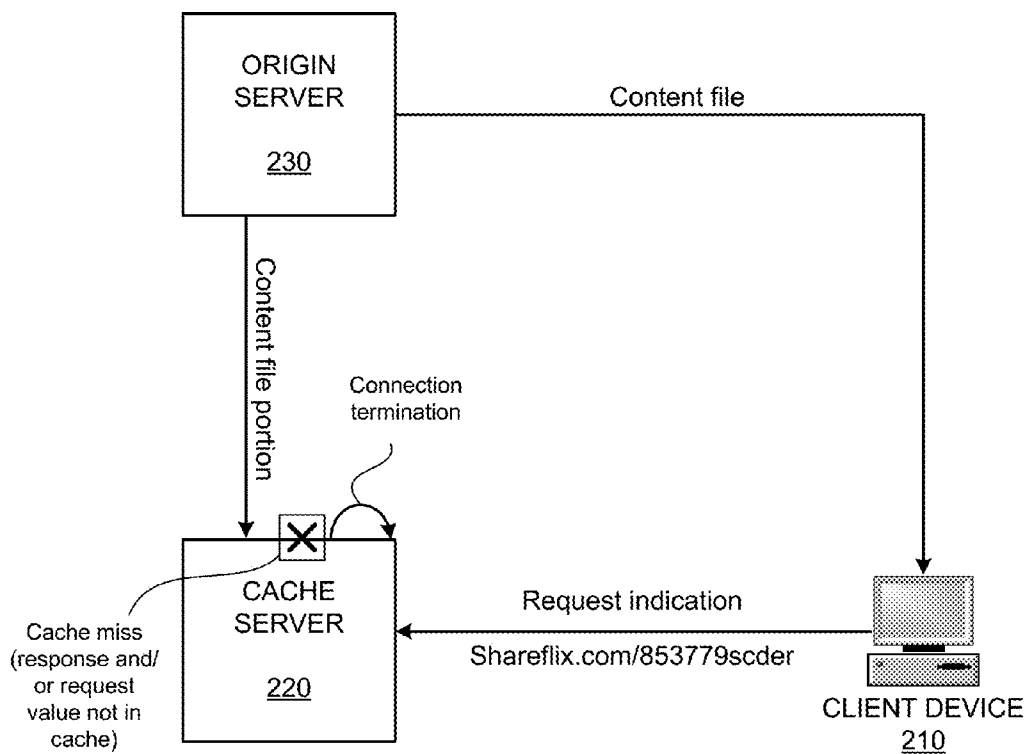 ORIGIN
SERVER
230
Content file
Content file portion
Connection
termination
Cache miss
(response and/
or request
value not in
cache)
CACHE
SERVER
220
Request indication
Shareflix.com/853779scder
CLIENT DEVICE
210